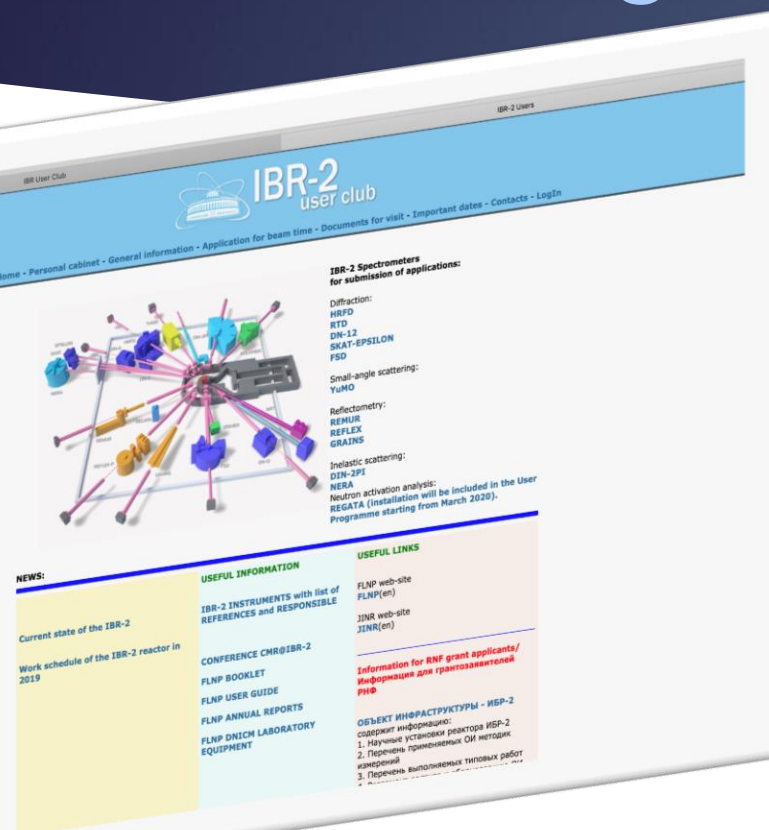 IBR User Club
IBR-2 Users
IBR-2
user club
Home - Personal cabinet - General information - Application for beam time - Documents for visit - Important dates - Contacts - LogIn
IBR-2 Spectrometers
for submission of applications:
Diffraction:
HRFD
RTD
DN-12
SKAT-EPSILON
FSD
Small-angle scattering:
YuMO
Reflectometry:
REMUR
REFLEX
GRAINS
Inelastic scattering:
DIN-2PI
NERA
Neutron activation analysis:
REGATA (installation will be included in the User
Programme starting from March 2020).
NEWS:
Current state of the IBR-2
Work schedule of the IBR-2 reactor in
2019
USEFUL INFORMATION
IBR-2 INSTRUMENTS with list of
REFERENCES and RESPONSIBLE
CONFERENCE CMR@IBR-2
FLNP BOOKLET
FLNP USER GUIDE
FLNP ANNUAL REPORTS
FLNP DNICM LABORATORY
EQUIPMENT
USEFUL LINKS
FLNP web-site
FLNP(en)
JINR web-site
JINR(en)
Information for RNF grant applicants/
Информация для грантозаявителей
РНФ
ОБЪЕКТ ИНФРАСТРУКТУРЫ - ИБР-2
содержит информацию:
1. Научные установки реактора ИБР-2
2. Перечень применяемых ОИ методик
измерений
3. Перечень выполняемых типовых работ